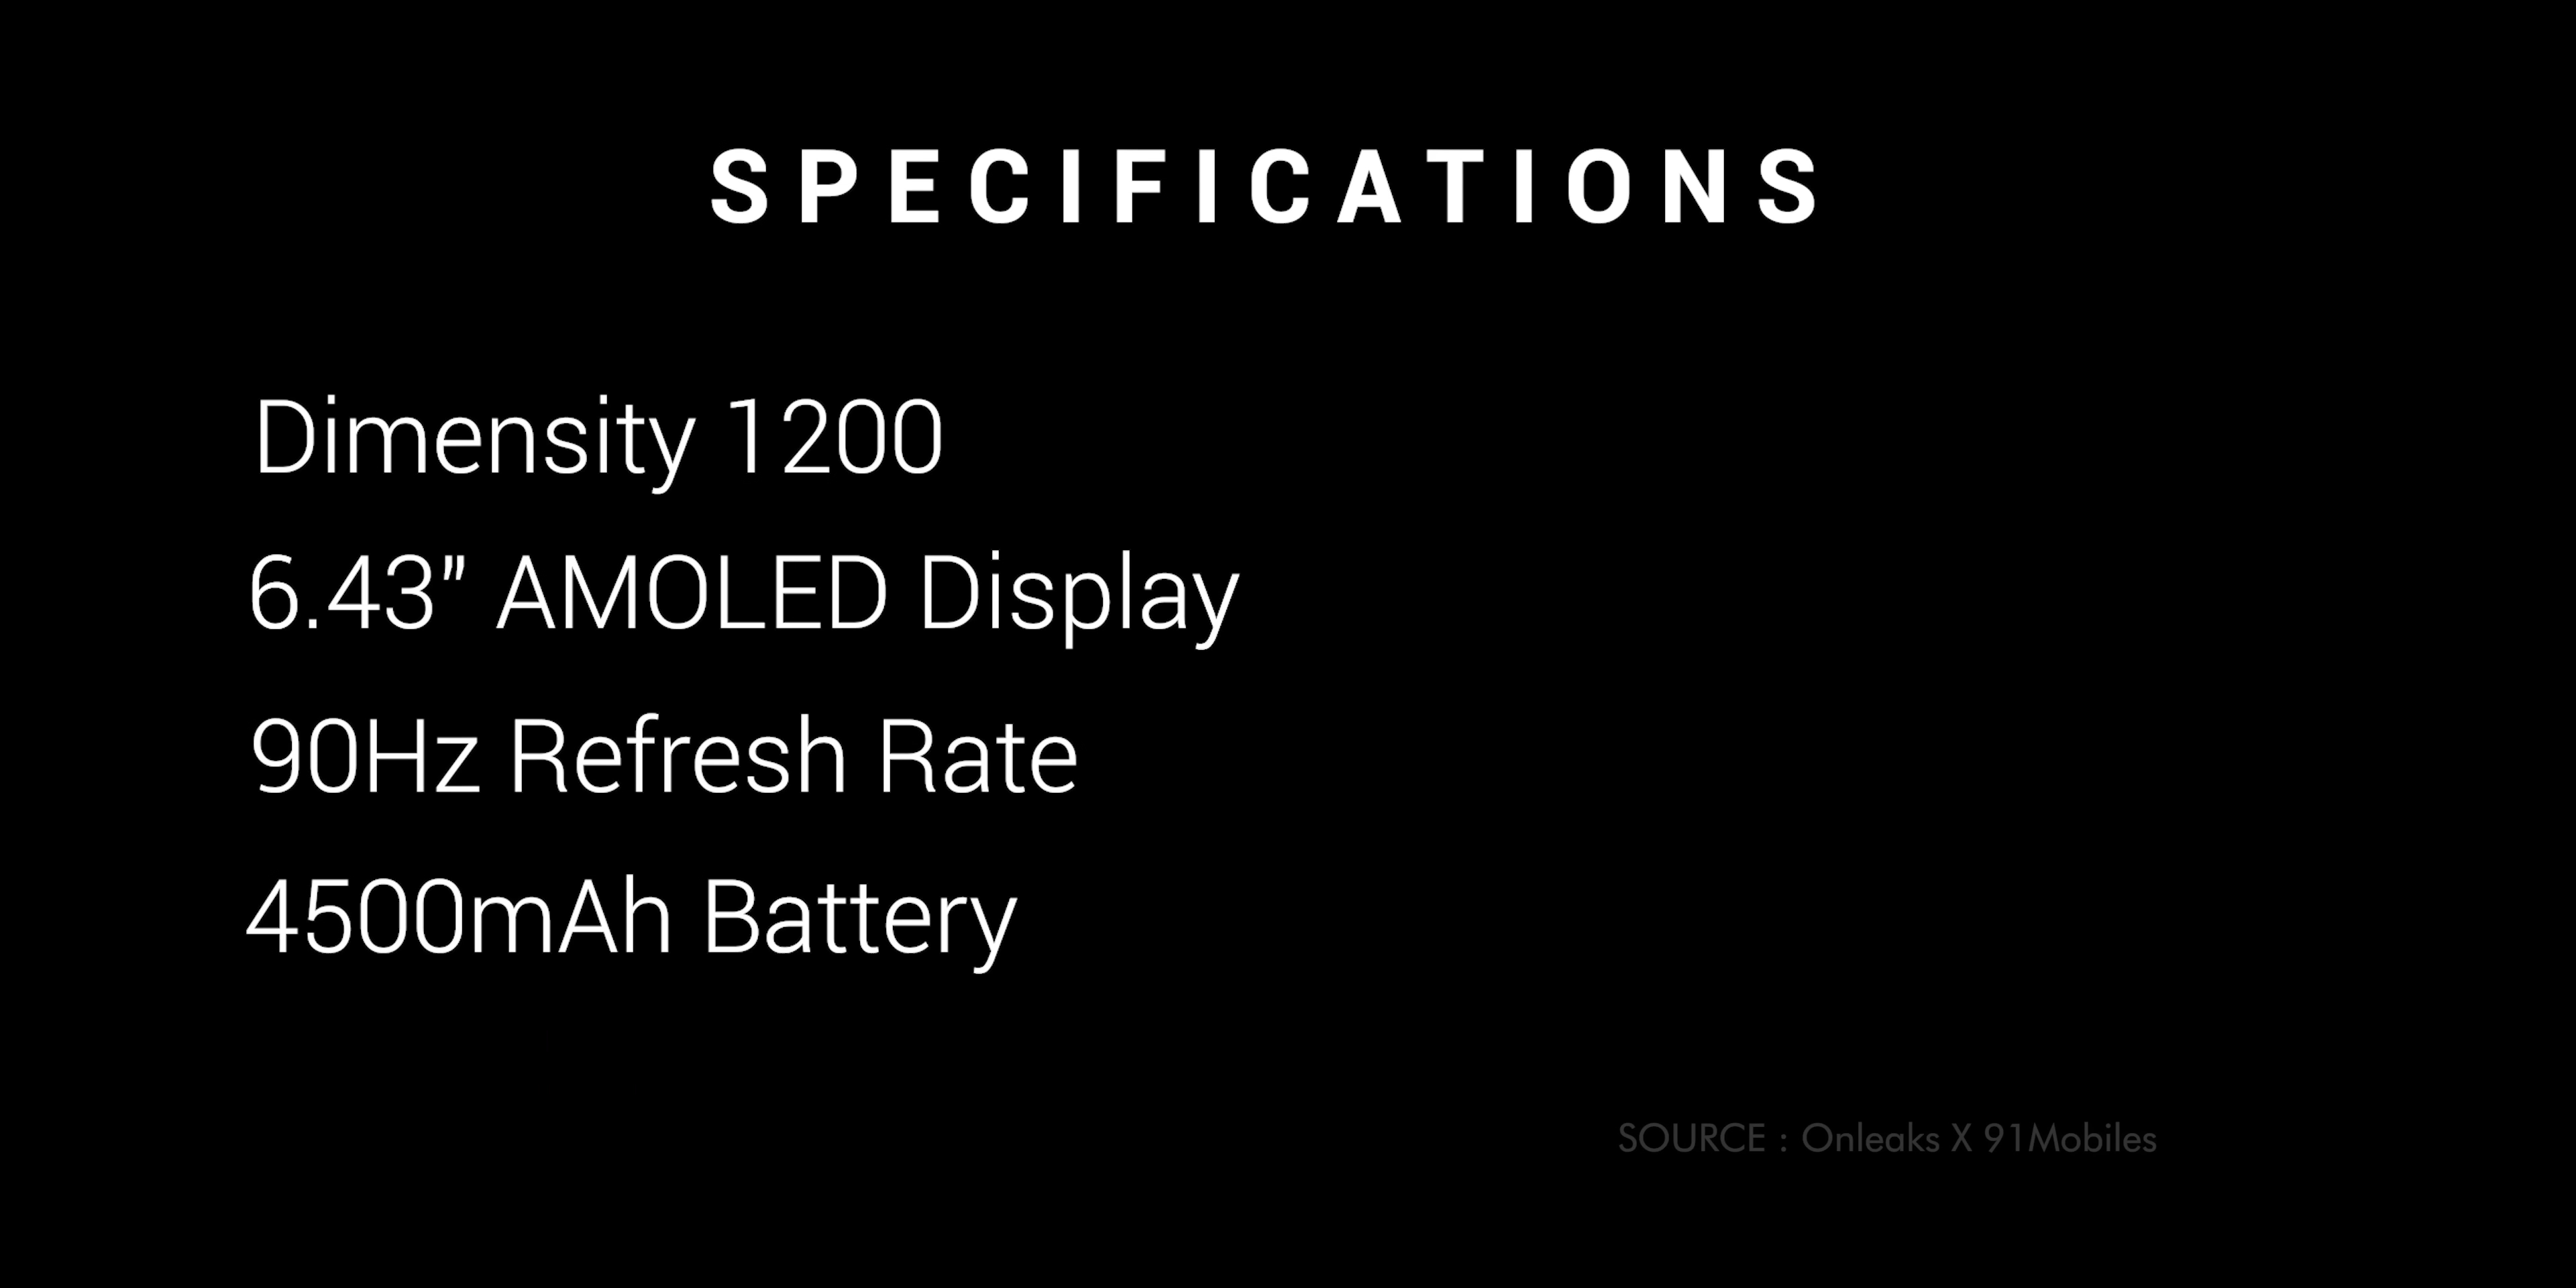 SPECIFICATIONS
Dimensity 1200
6.43" AMOLED Display
90Hz Refresh Rate
4500mAh Battery
SOURCE : Onleaks X 91Mobiles